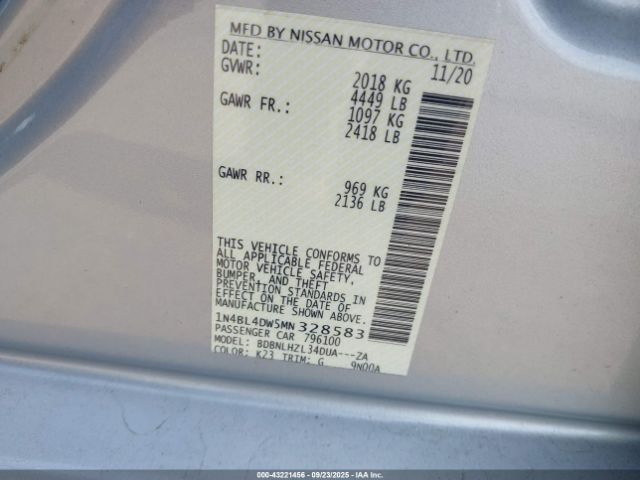 MFD BY NISSAN MOTOR CO., LTD.
DATE: 11/20
GVWR: 2018 KG
4449 LB
GAWR FR.: 1097 KG
2418 LB
GAWR RR.: 969 KG
2136 LB
THIS VEHICLE CONFORMS TO
ALL APPLICABLE FEDERAL
MOTOR VEHICLE SAFETY,
BUMPER, AND THEFT
PREVENTION STANDARDS IN
EFFECT ON THE DATE OF
MANUFACTURE SHOWN ABOVE.
1N4BL4DW5MN328583
PASSENGER CAR 796100
MODEL: BDBNLHZL34DUA---ZA
COLOR: K23 TRIM: G 9N00A
000-43221456 - 09/23/2025 - IAA, Inc.